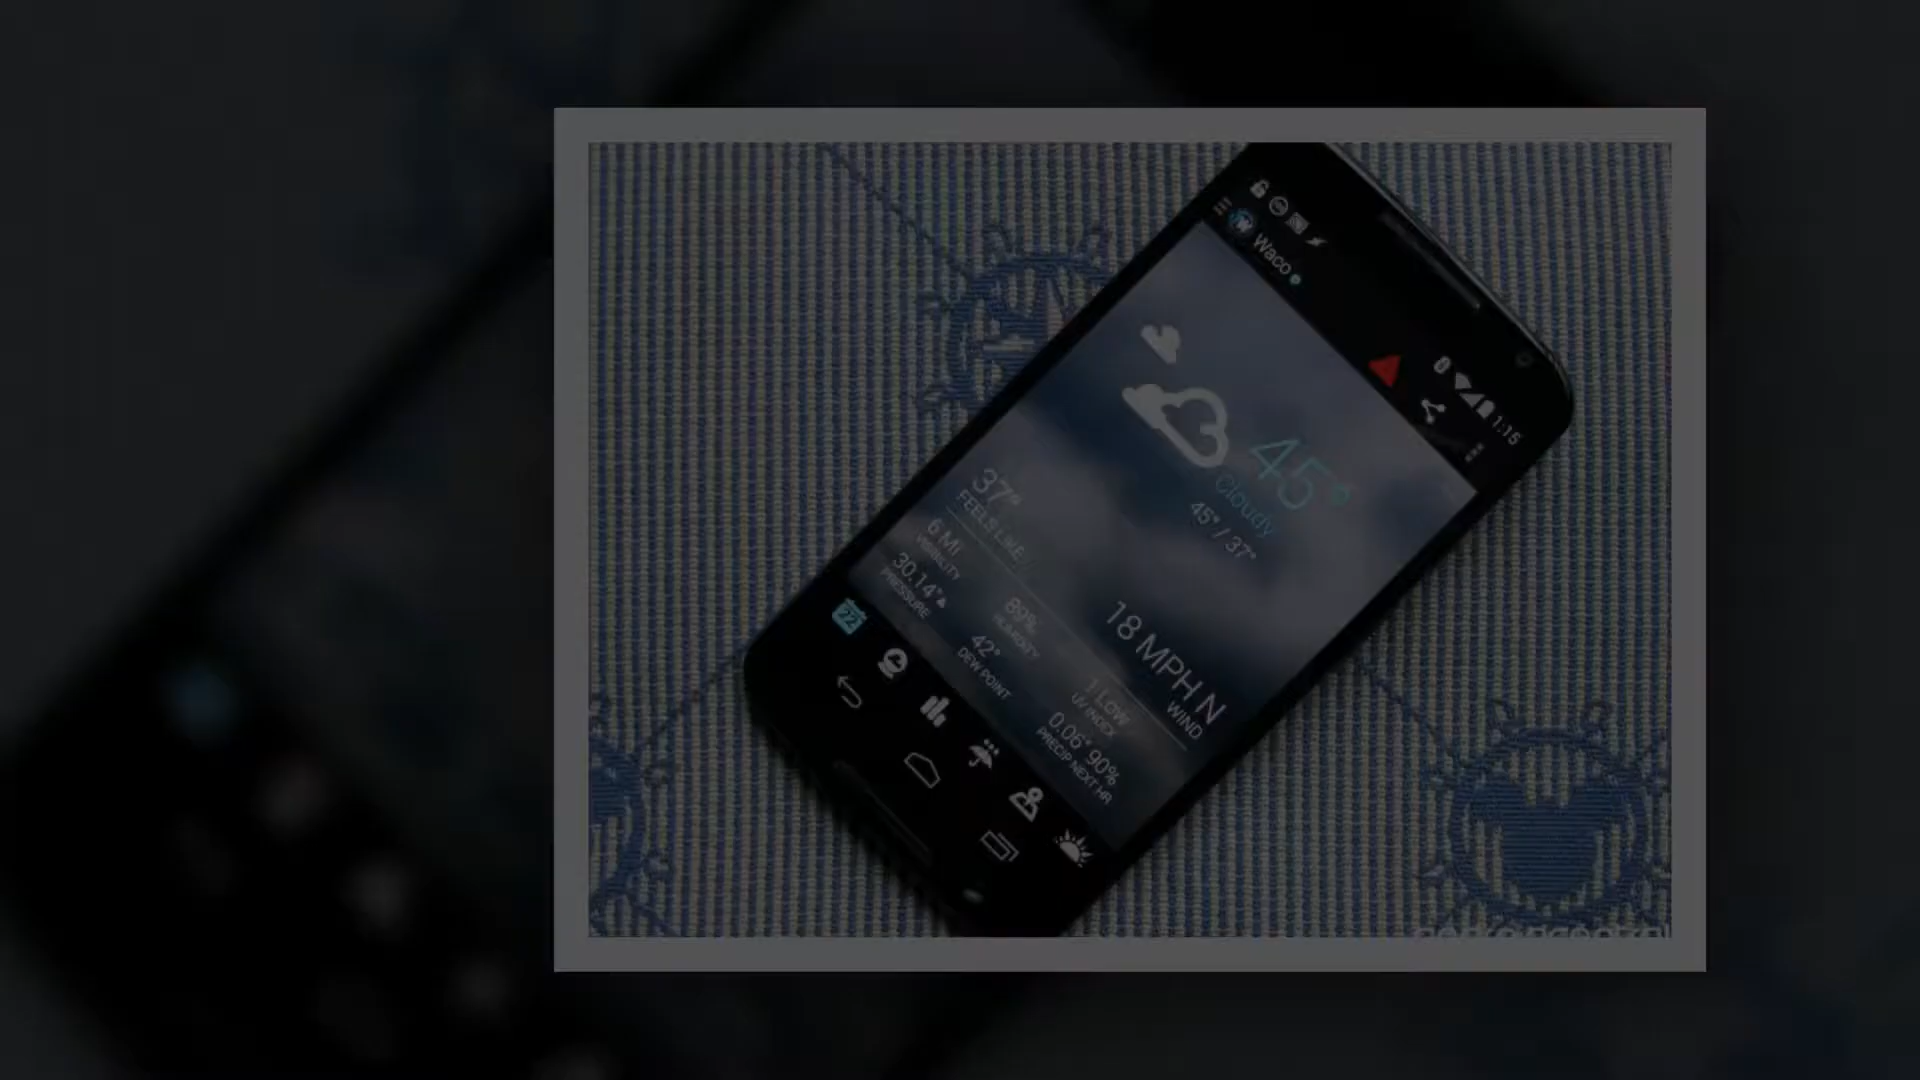 Waco
1:15
45°
Cloudy
45° / 37°
37°
FEELS LIKE
18 MPH N
WIND
6 MI
VISIBILITY
89%
HUMIDITY
1 LOW
UV INDEX
30.14"▲
PRESSURE
42°
DEW POINT
0.06" 90%
PRECIP NEXT HR
22